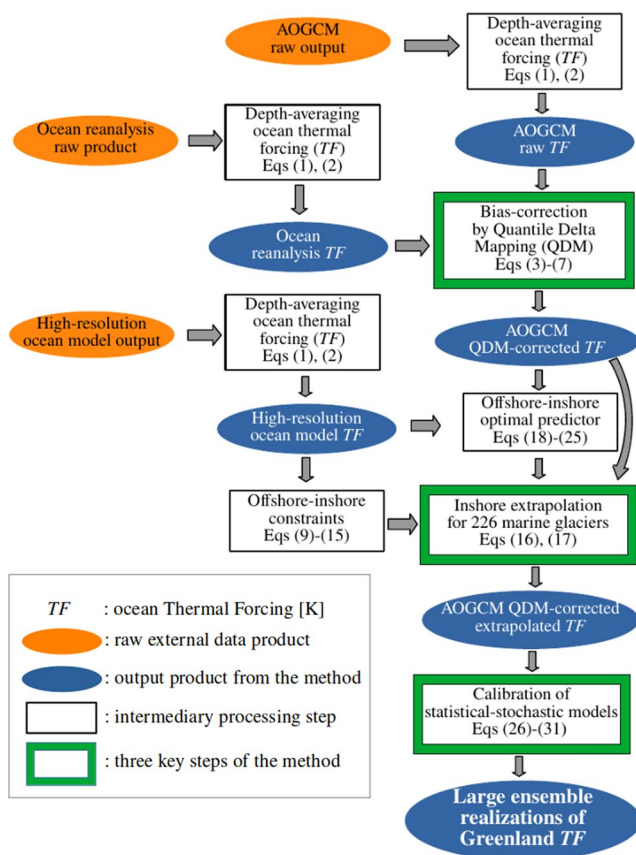 AOGCM
raw output
Depth-averaging
ocean thermal
forcing (TF)
Eqs (1), (2)
Ocean reanalysis
raw product
Depth-averaging
ocean thermal
forcing (TF)
Eqs (1), (2)
AOGCM
raw TF
Ocean
reanalysis TF
Bias-correction
by Quantile Delta
Mapping (QDM)
Eqs (3)-(7)
High-resolution
ocean model output
Depth-averaging
ocean thermal
forcing (TF)
Eqs (1), (2)
AOGCM
QDM-corrected TF
High-resolution
ocean model TF
Offshore-inshore
optimal predictor
Eqs (18)-(25)
Offshore-inshore
constraints
Eqs (9)-(15)
Inshore extrapolation
for 226 marine glaciers
Eqs (16), (17)
AOGCM QDM-corrected
extrapolated TF
Calibration of
statistical-stochastic models
Eqs (26)-(31)
Large ensemble
realizations of
Greenland TF
TF : ocean Thermal Forcing [K]
: raw external data product
: output product from the method
: intermediary processing step
: three key steps of the method